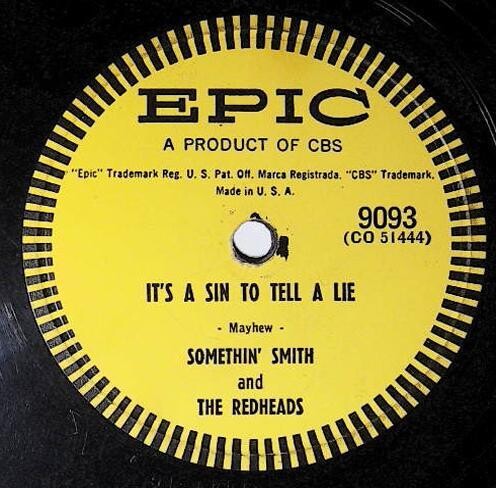 EPIC
A PRODUCT OF CBS
"Epic" Trademark Reg. U. S. Pat. Off. Marca Registrada. "CBS" Trademark.
Made in U. S. A.
9093
(CO 51444)
IT'S A SIN TO TELL A LIE
- Mayhew -
SOMETHIN' SMITH
and
THE REDHEADS